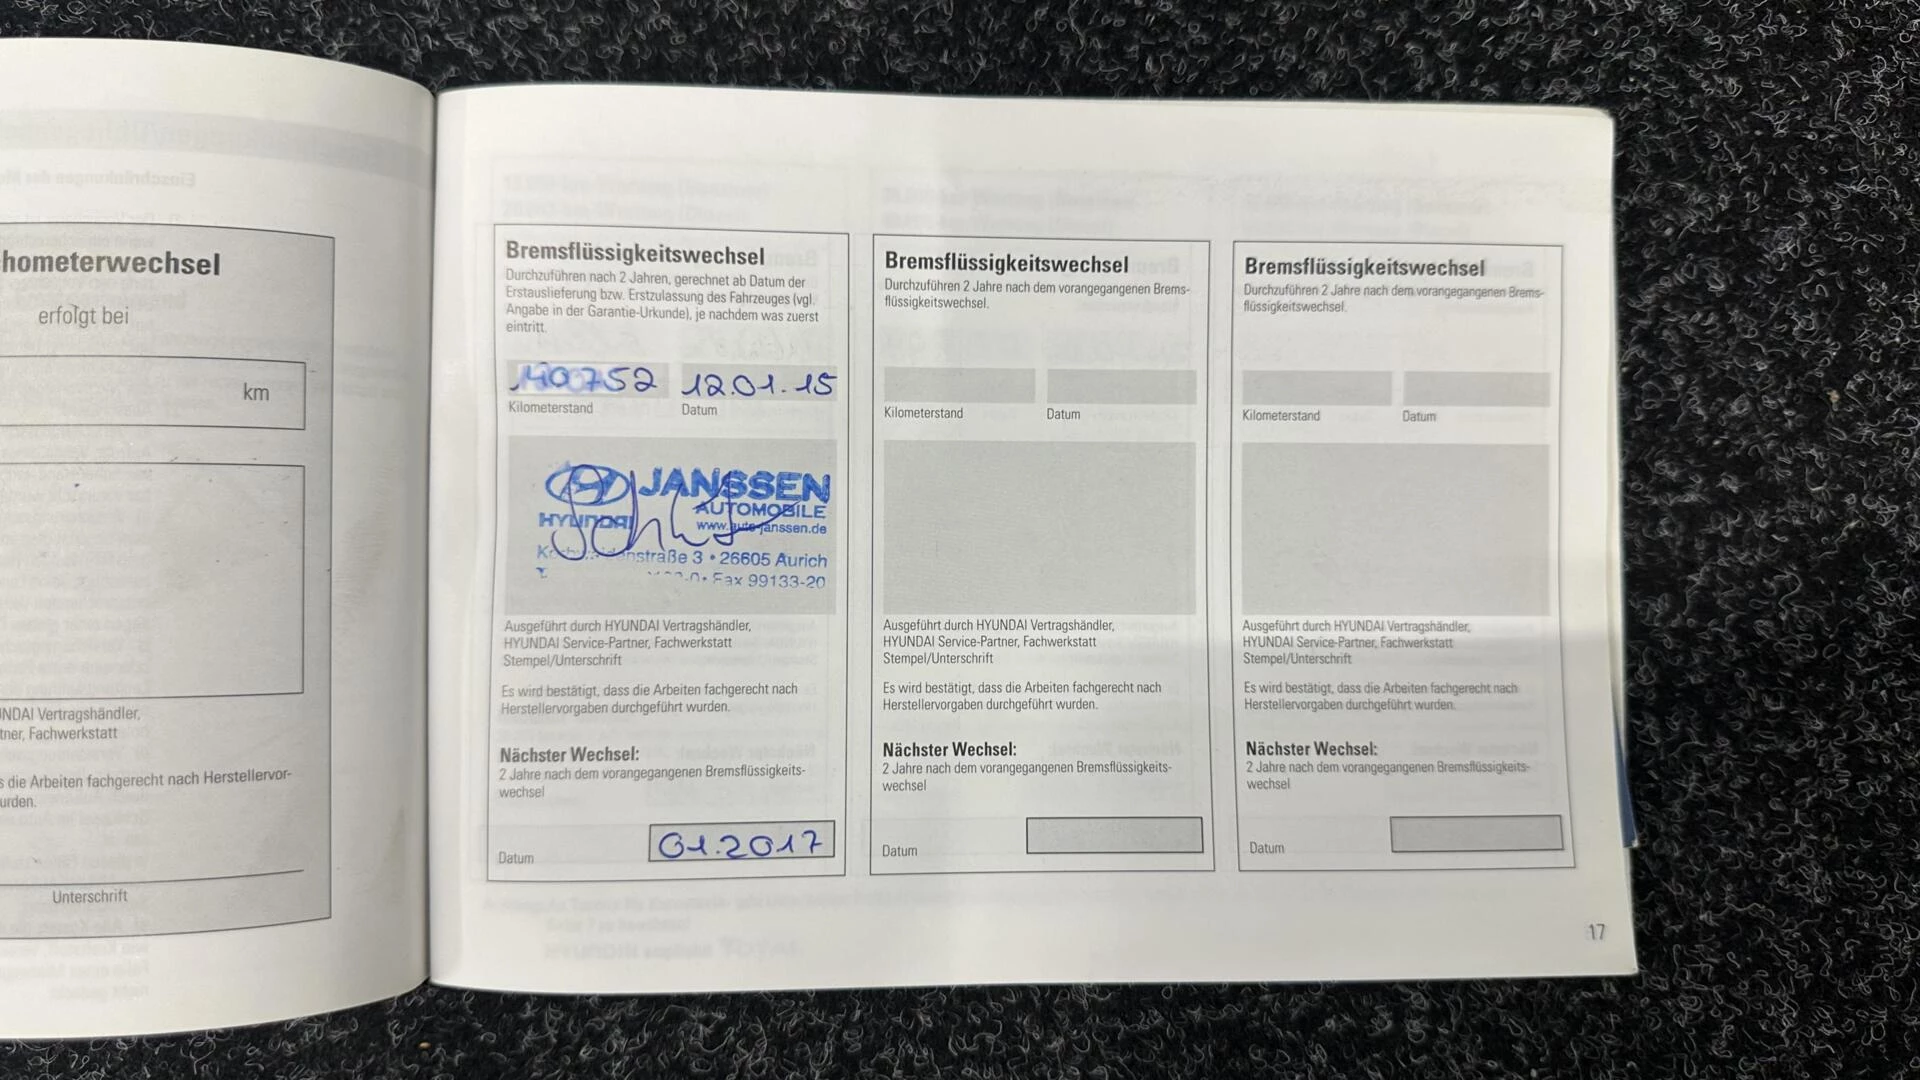 hometerwechsel
erfolgt bei
km
NDAI Vertragshändler,
tner, Fachwerkstatt
s die Arbeiten fachgerecht nach Herstellervor-
urden.
Unterschrift
Bremsflüssigkeitswechsel
Durchzuführen nach 2 Jahren, gerechnet ab Datum der
Erstauslieferung bzw. Erstzulassung des Fahrzeuges (vgl.
Angabe in der Garantie-Urkunde), je nachdem was zuerst
eintritt.
12.01.15
Kilometerstand Datum
JANSSEN
AUTOMOBILE
HYUNDAI
www.auto-janssen.de
nstraße 3 • 26605 Aurich
Fax 99133-20
Ausgeführt durch HYUNDAI Vertragshändler,
HYUNDAI Service-Partner, Fachwerkstatt
Stempel/Unterschrift
Es wird bestätigt, dass die Arbeiten fachgerecht nach
Herstellervorgaben durchgeführt wurden.
Nächster Wechsel:
2 Jahre nach dem vorangegangenen Bremsflüssigkeits-
wechsel
Datum 01.2017
Bremsflüssigkeitswechsel
Durchzuführen 2 Jahre nach dem vorangegangenen Brems-
flüssigkeitswechsel.
Kilometerstand Datum
Ausgeführt durch HYUNDAI Vertragshändler,
HYUNDAI Service-Partner, Fachwerkstatt
Stempel/Unterschrift
Es wird bestätigt, dass die Arbeiten fachgerecht nach
Herstellervorgaben durchgeführt wurden.
Nächster Wechsel:
2 Jahre nach dem vorangegangenen Bremsflüssigkeits-
wechsel
Datum
Bremsflüssigkeitswechsel
Durchzuführen 2 Jahre nach dem vorangegangenen Brems-
flüssigkeitswechsel.
Kilometerstand Datum
Ausgeführt durch HYUNDAI Vertragshändler,
HYUNDAI Service-Partner, Fachwerkstatt
Stempel/Unterschrift
Es wird bestätigt, dass die Arbeiten fachgerecht nach
Herstellervorgaben durchgeführt wurden.
Nächster Wechsel:
2 Jahre nach dem vorangegangenen Bremsflüssigkeits-
wechsel
Datum
17